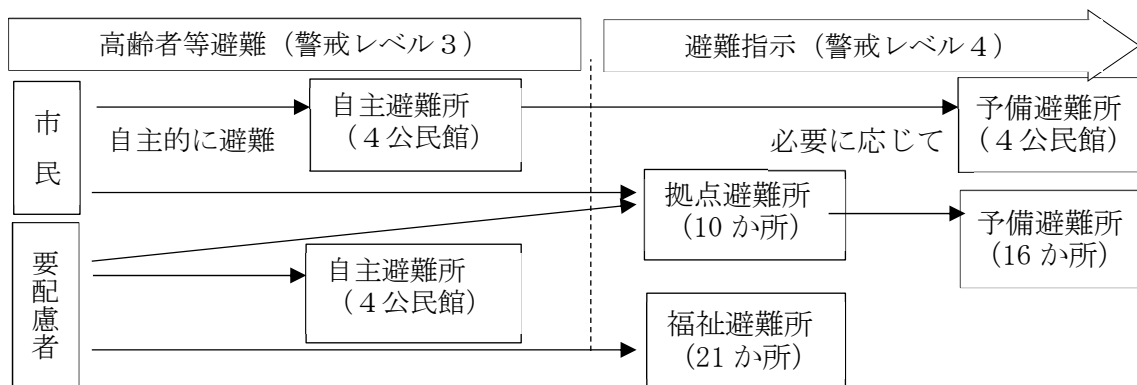 高齢者等避難（警戒レベル３）
避難指示（警戒レベル４）
市民
自主避難所
（４公民館）
自主的に避難
予備避難所
（４公民館）
必要に応じて
拠点避難所
（10 か所）
予備避難所
（16 か所）
要配慮者
自主避難所
（４公民館）
福祉避難所
（21 か所）